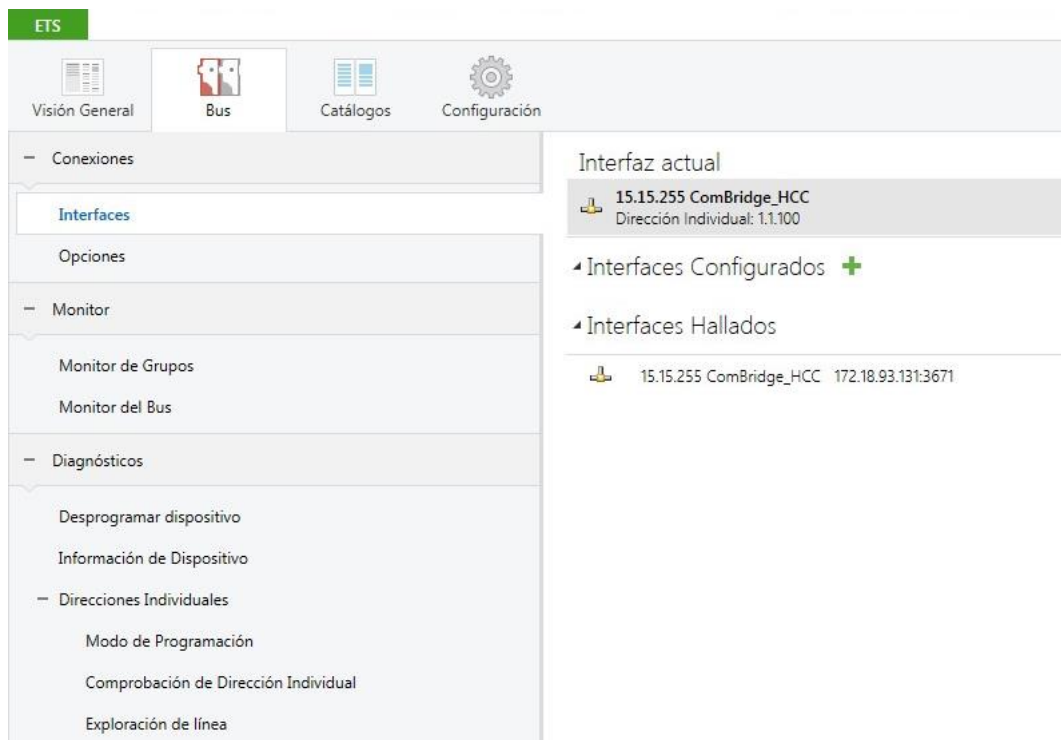 ETS
Visión General
Bus
Catálogos
Configuración
Conexiones
Interfaces
Opciones
Monitor
Monitor de Grupos
Monitor del Bus
Diagnósticos
Desprogramar dispositivo
Información de Dispositivo
Direcciones Individuales
Modo de Programación
Comprobación de Dirección Individual
Exploración de línea
Interfaz actual
15.15.255 ComBridge_HCC
Dirección Individual: 1.1.100
Interfaces Configurados
Interfaces Hallados
15.15.255 ComBridge_HCC 172.18.93.131:3671